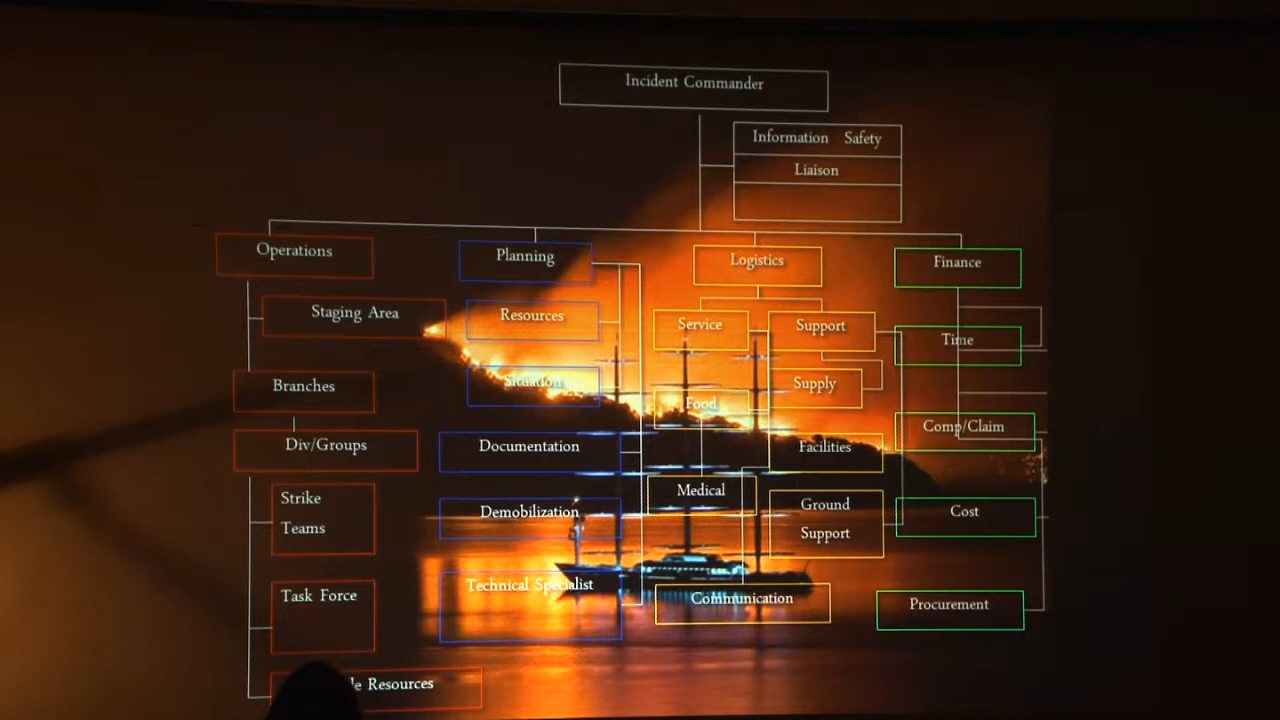 Incident Commander
Information Safety
Liaison
Operations
Planning
Logistics
Finance
Staging Area
Resources
Service
Support
Time
Branches
Situation
Food
Supply
Comp/Claim
Div/Groups
Documentation
Facilities
Strike
Teams
Demobilization
Medical
Ground
Support
Cost
Task Force
Technical Specialist
Communication
Procurement
Resources